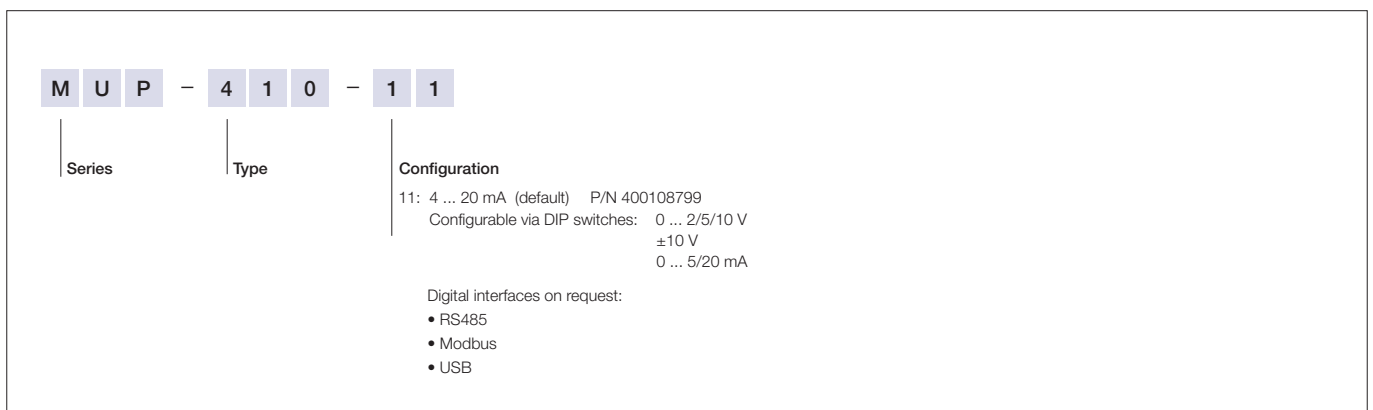 M U P – 4 1 0 – 1 1
Series Type Configuration
11: 4 ... 20 mA (default) P/N 400108799
Configurable via DIP switches: 0 ... 2/5/10 V
±10 V
0 ... 5/20 mA
Digital interfaces on request:
• RS485
• Modbus
• USB